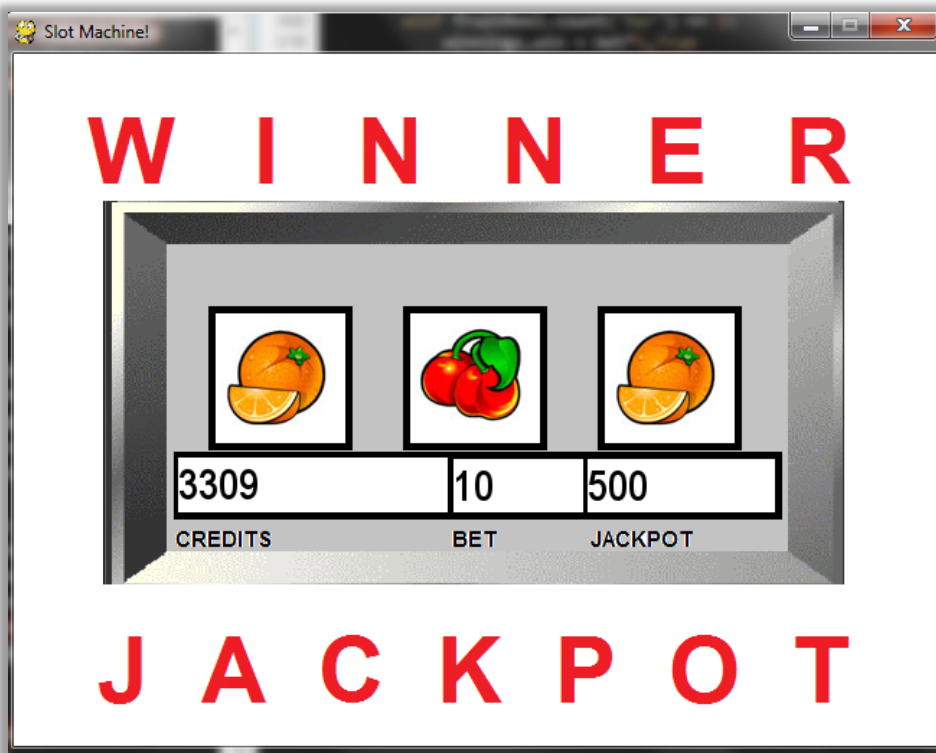 Slot Machine!
W I N N E R
3309 10 500
CREDITS BET JACKPOT
J A C K P O T